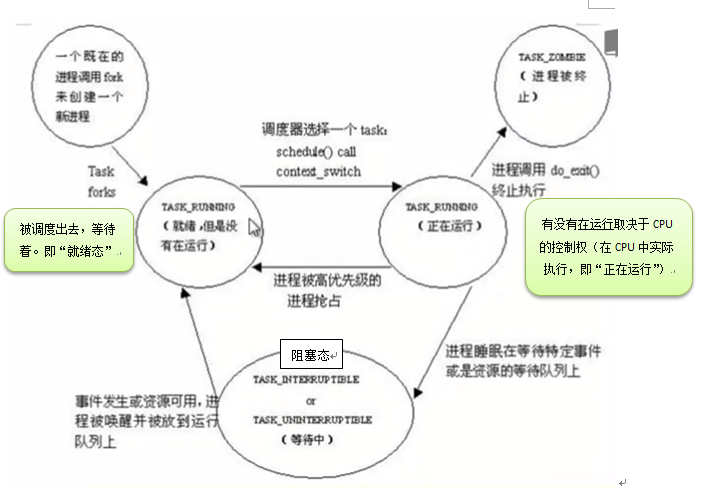 一个既在的
进程调用fork
来创建一个
新进程
TASK_ZOMBIE
（进程被终
止）
调度器选择一个 task:
schedule() call
context_switch
进程调用 do_exit()
终止执行
Task
forks
TASK_RUNNING
（就绪,但是没
有在运行）
TASK_RUNNING
（正在运行）
被调度出去，等待
着。即“就绪态”
有没有在运行取决于 CPU
的控制权（在 CPU 中实际
执行，即“正在运行”）
进程被高优先级的
进程抢占
阻塞态
进程睡眠在等待特定事件
或是资源的等待队列上
TASK_INTERRUPTIBLE
or
TASK_UNINTERRUPTIBLE
（等待中）
事件发生或资源可用，进
程被唤醒并被放到运行
队列上